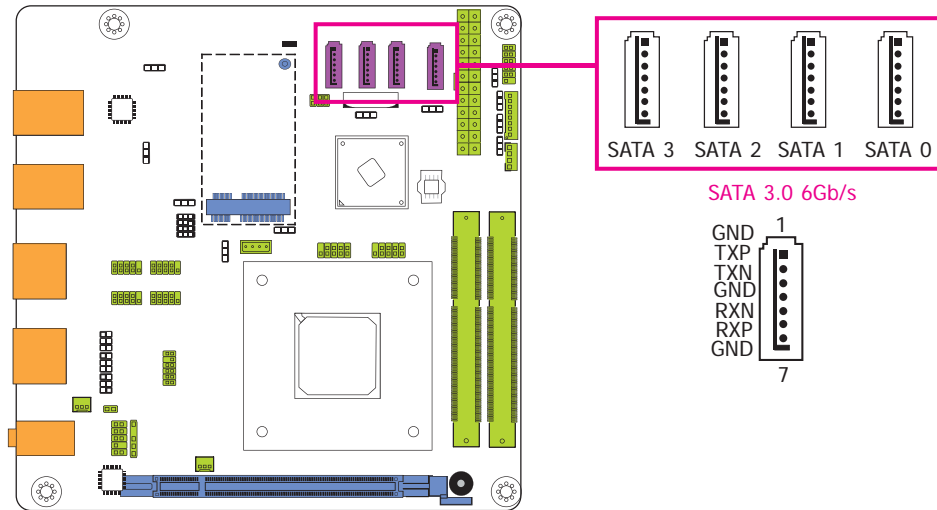 SATA 3 SATA 2 SATA 1 SATA 0
SATA 3.0 6Gb/s
1
GND
TXP
TXN
GND
RXN
RXP
GND
7